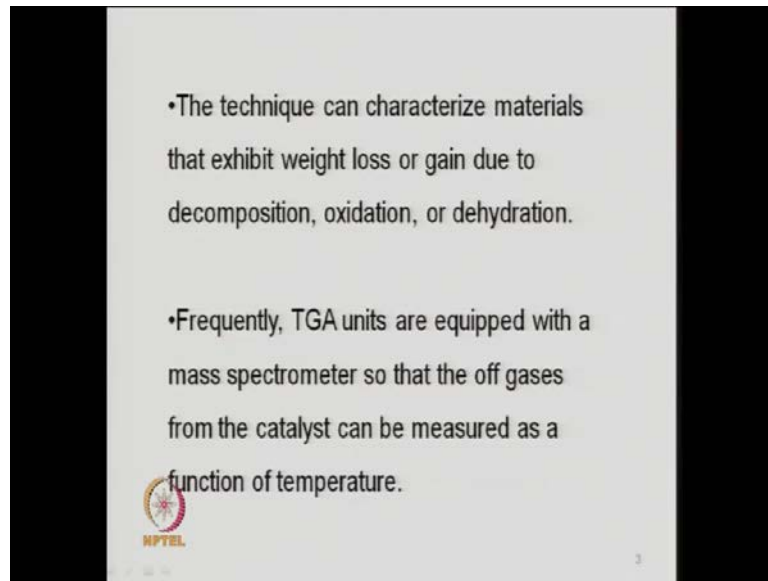 •The technique can characterize materials
that exhibit weight loss or gain due to
decomposition, oxidation, or dehydration.
•Frequently, TGA units are equipped with a
mass spectrometer so that the off gases
from the catalyst can be measured as a
function of temperature.
NPTEL
3